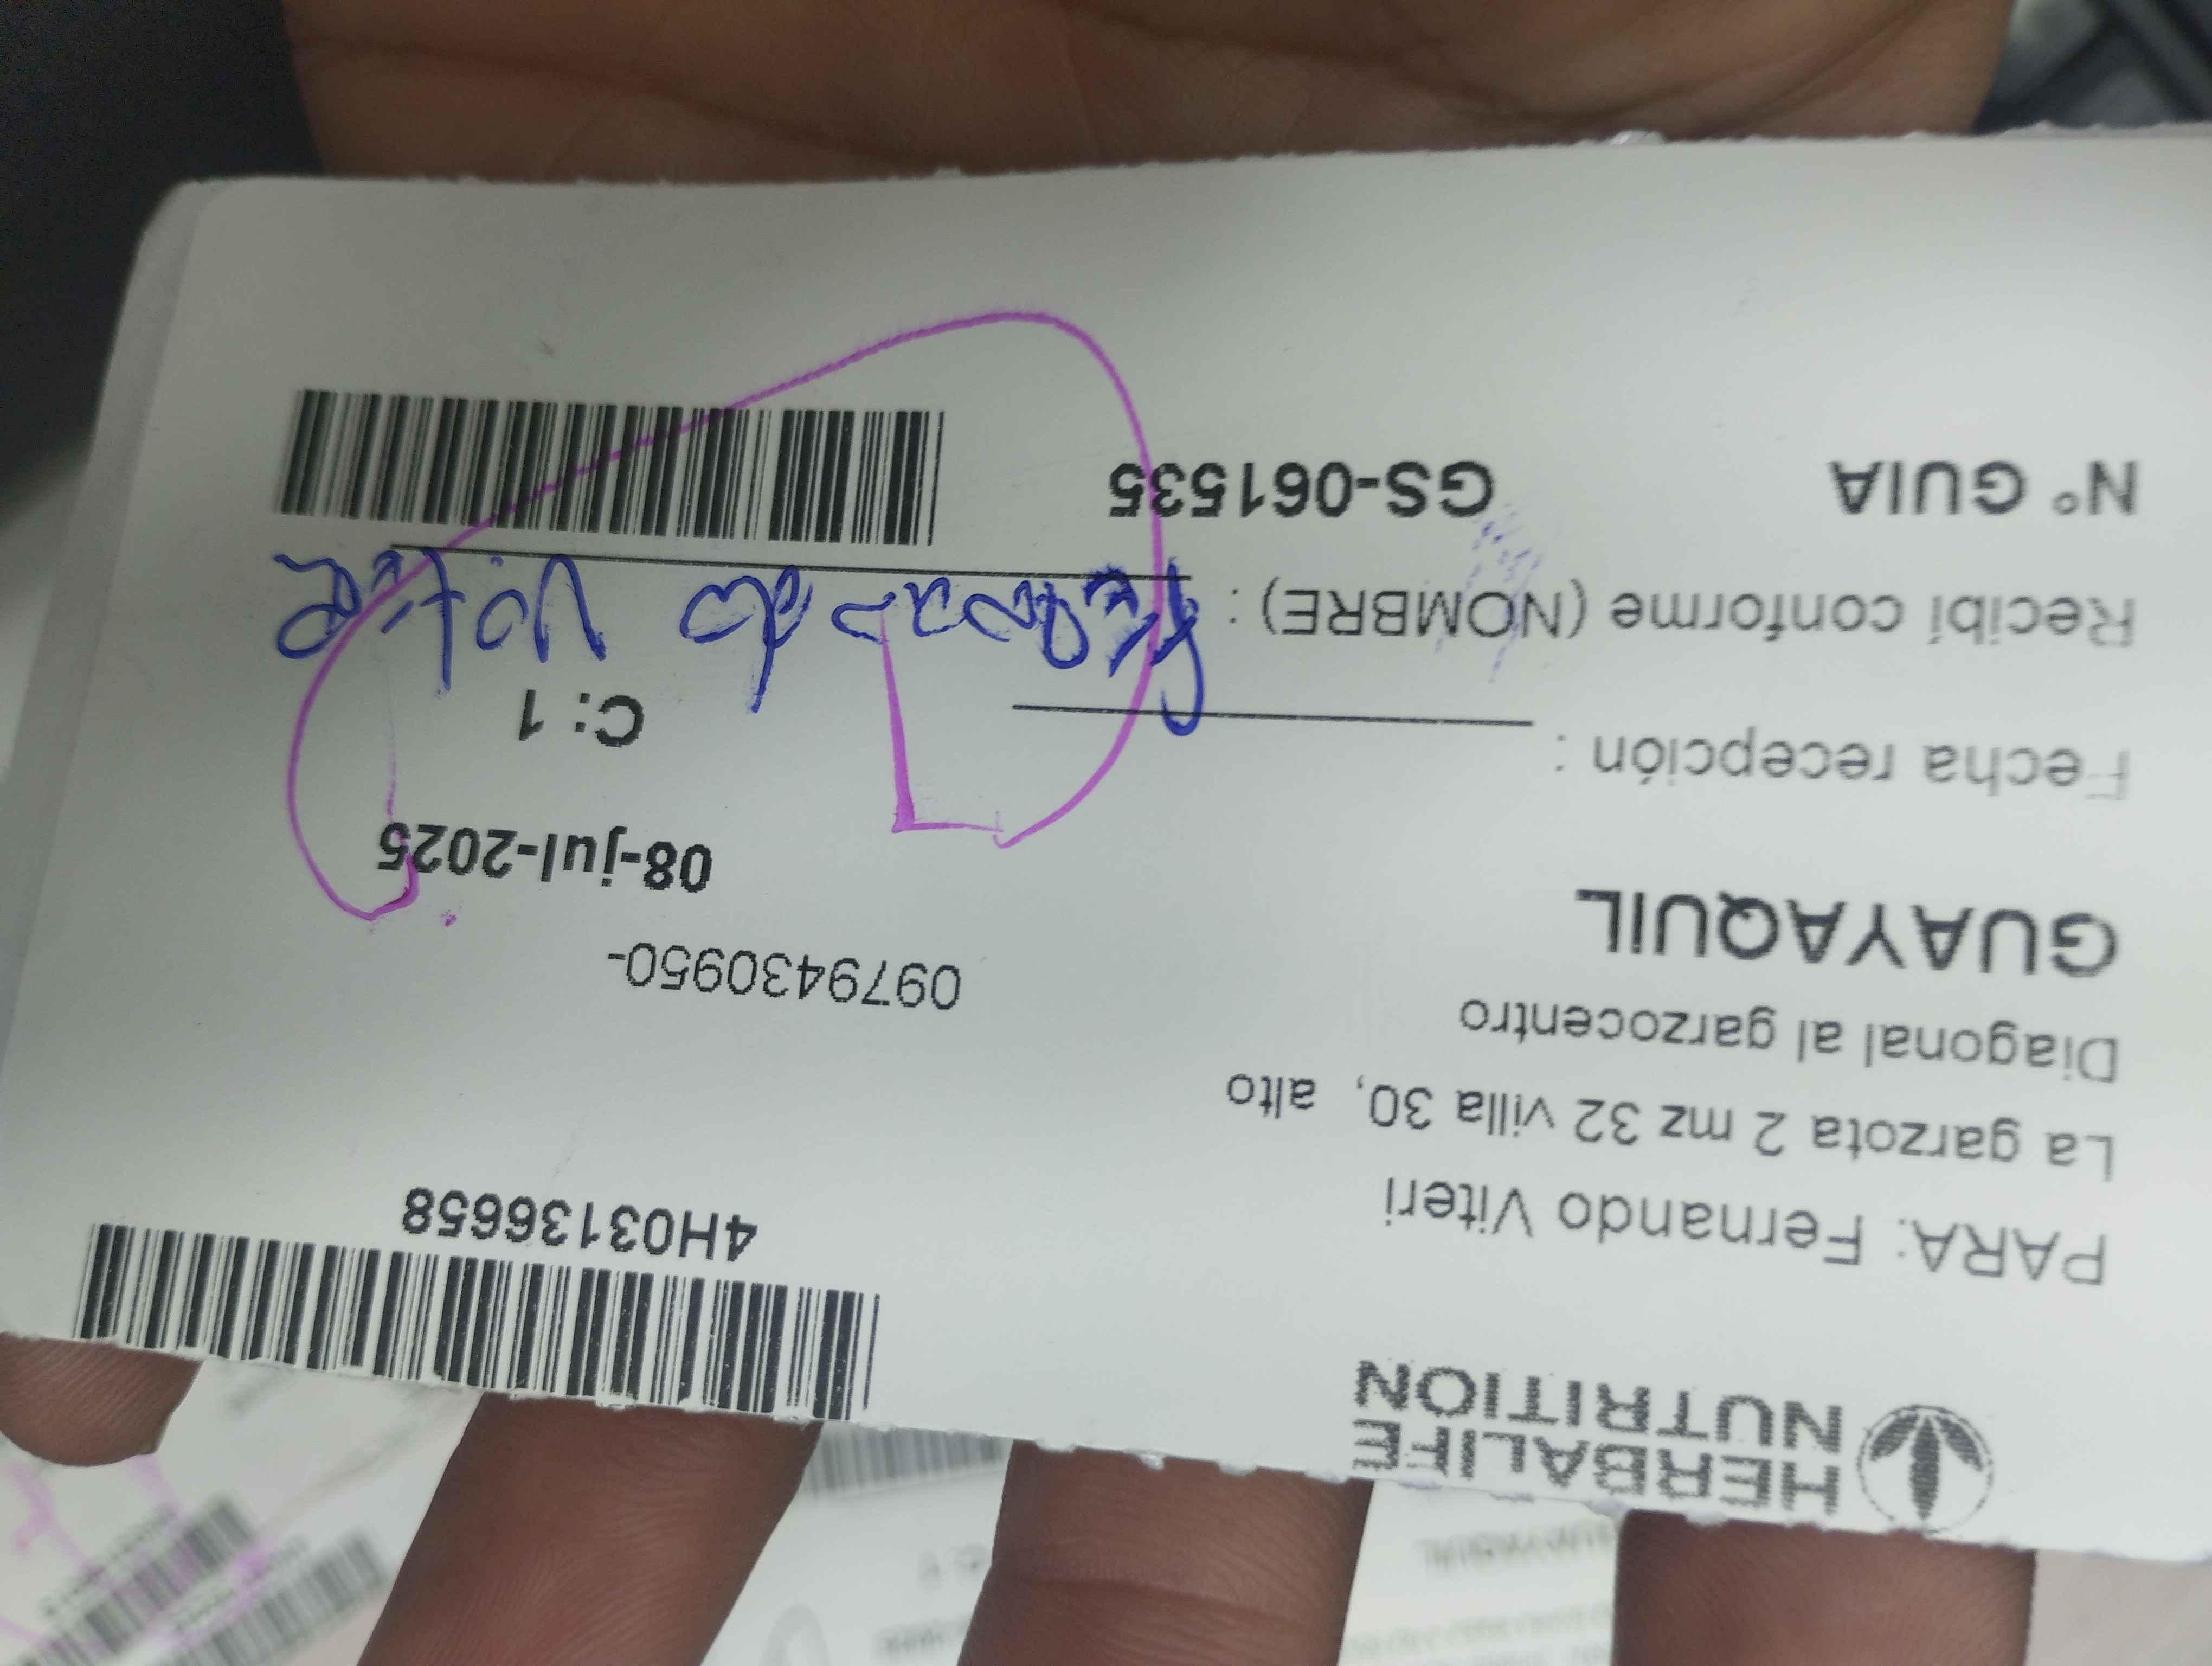 HERBALIFE
NUTRITION
4H03136658
PARA: Fernando Viteri
La garzota 2 mz 32 villa 30, alto
Diagonal al garzocentro
0979430950-
GUAYAQUIL
08-jul-2025
Fecha recepción :
C: 1
Recibí conforme (NOMBRE) : Fernando Viteri
N° GUIA GS-061535